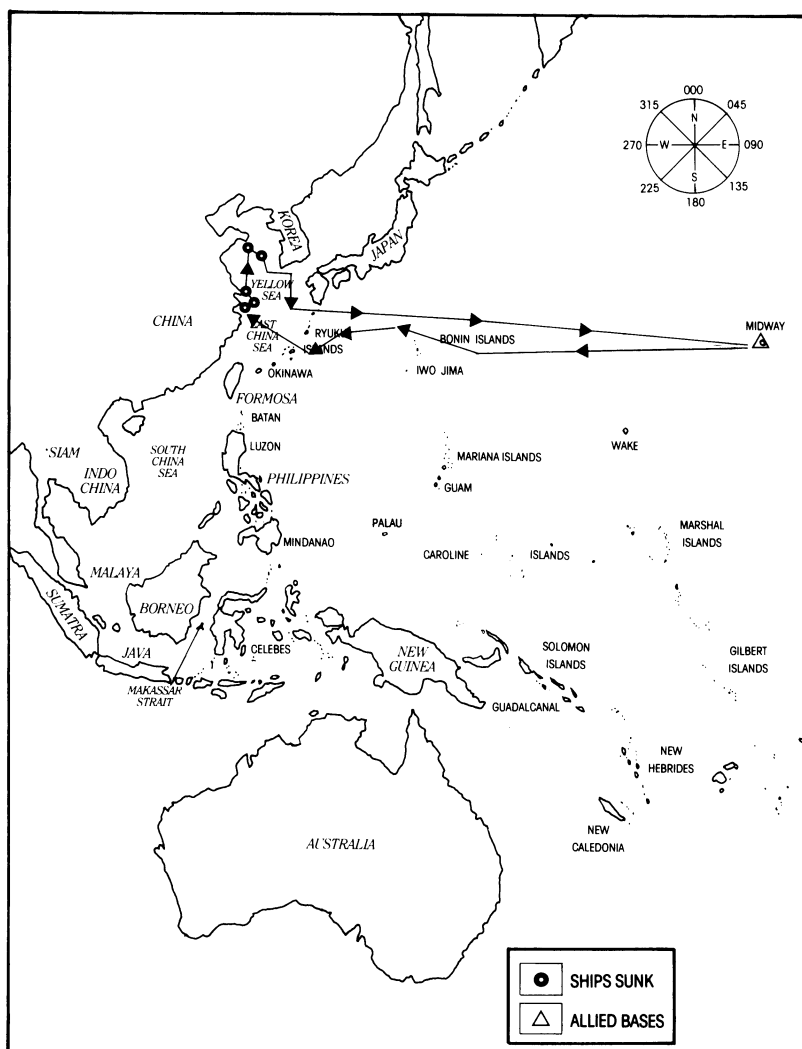 000
315
045
N
270
W
E
090
S
225
135
180
KOREA
JAPAN
YELLOW
SEA
CHINA
EAST
CHINA
SEA
RYUKU
ISLANDS
BONIN ISLANDS
MIDWAY
OKINAWA
IWO JIMA
FORMOSA
BATAN
LUZON
SIAM
INDO
CHINA
SOUTH
CHINA
SEA
WAKE
MARIANA ISLANDS
GUAM
PHILIPPINES
PALAU
MINDANAO
CAROLINE
ISLANDS
MARSHAL
ISLANDS
MALAYA
SUMATRA
BORNEO
JAVA
CELEBES
MAKASSAR
STRAIT
NEW
GUINEA
SOLOMON
ISLANDS
GILBERT
ISLANDS
GUADALCANAL
NEW
HEBRIDES
NEW
CALEDONIA
AUSTRALIA
SHIPS SUNK
ALLIED BASES